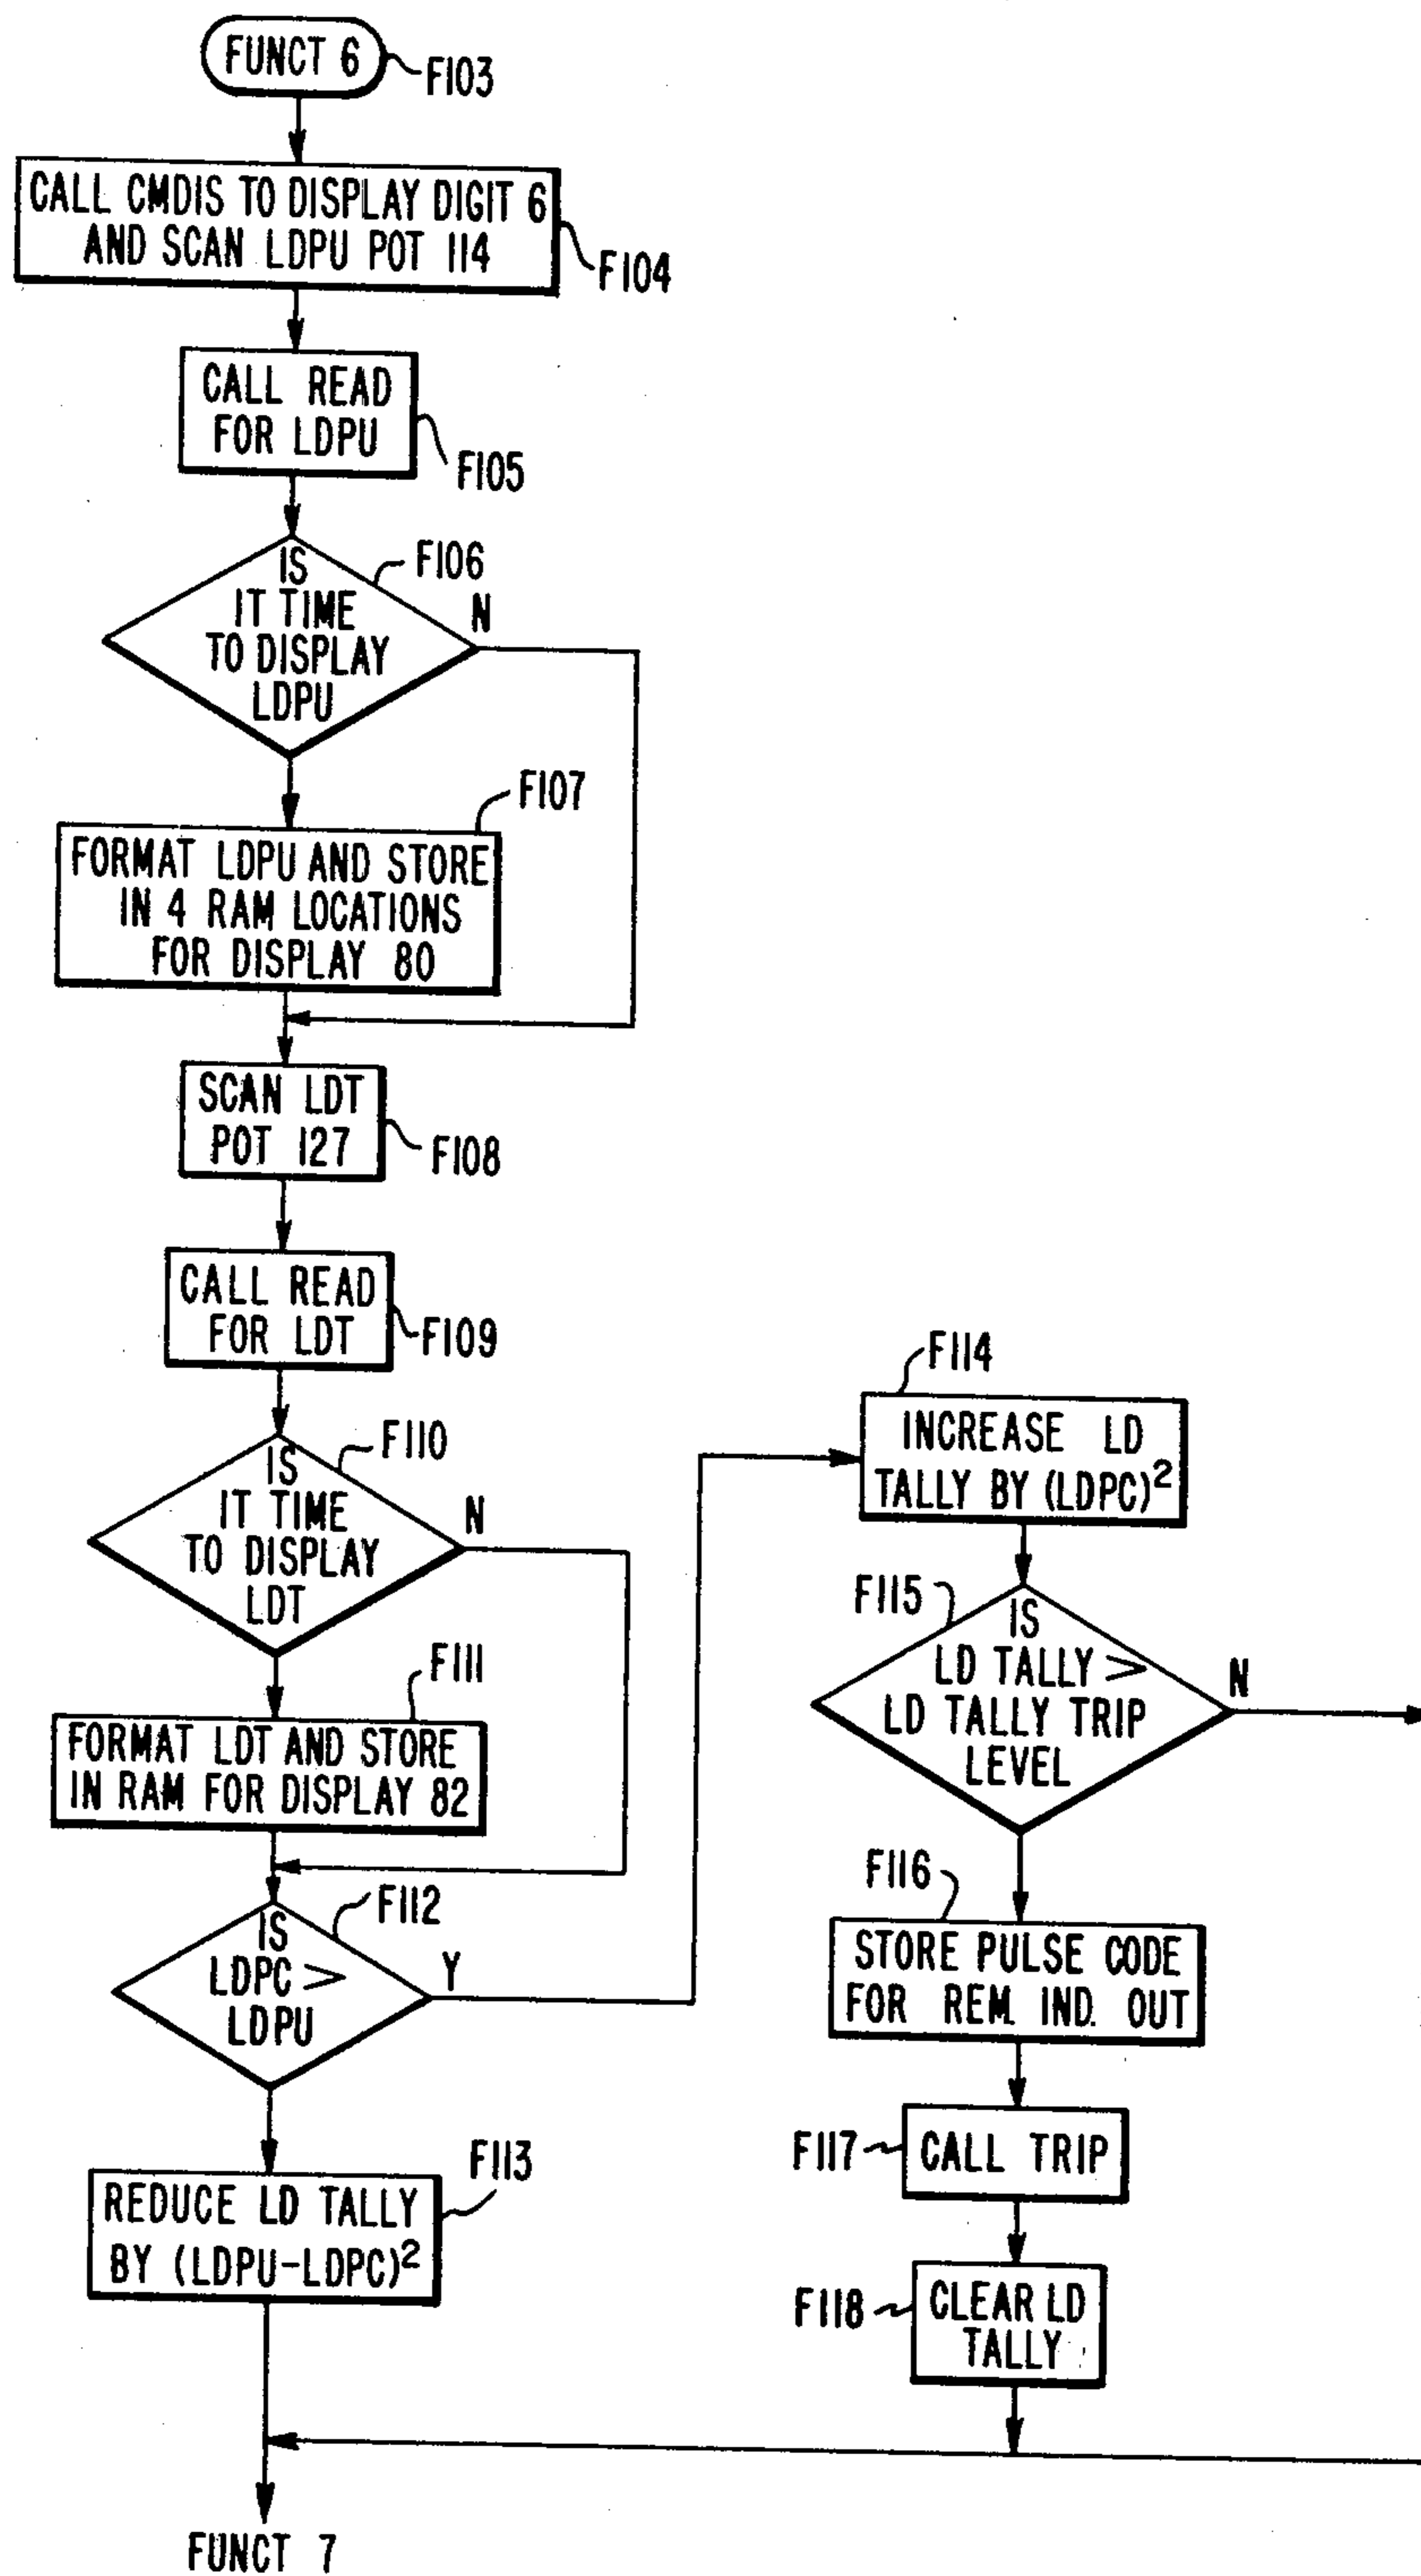 FUNCT 6
F103
CALL CMDIS TO DISPLAY DIGIT 6
AND SCAN LDPU POT 114
F104
CALL READ
FOR LDPU
F105
IS
IT TIME
TO DISPLAY
LDPU
F106
N
F107
FORMAT LDPU AND STORE
IN 4 RAM LOCATIONS
FOR DISPLAY 80
SCAN LDT
POT 127
F108
CALL READ
FOR LDT
F109
IS
IT TIME
TO DISPLAY
LDT
F110
N
F111
FORMAT LDT AND STORE
IN RAM FOR DISPLAY 82
IS
LDPC >
LDPU
F112
Y
F113
REDUCE LD TALLY
BY (LDPU-LDPC)²
F114
INCREASE LD
TALLY BY (LDPC)²
F115
IS
LD TALLY >
LD TALLY TRIP
LEVEL
N
F116
STORE PULSE CODE
FOR REM. IND. OUT
F117
CALL TRIP
F118
CLEAR LD
TALLY
FUNCT 7